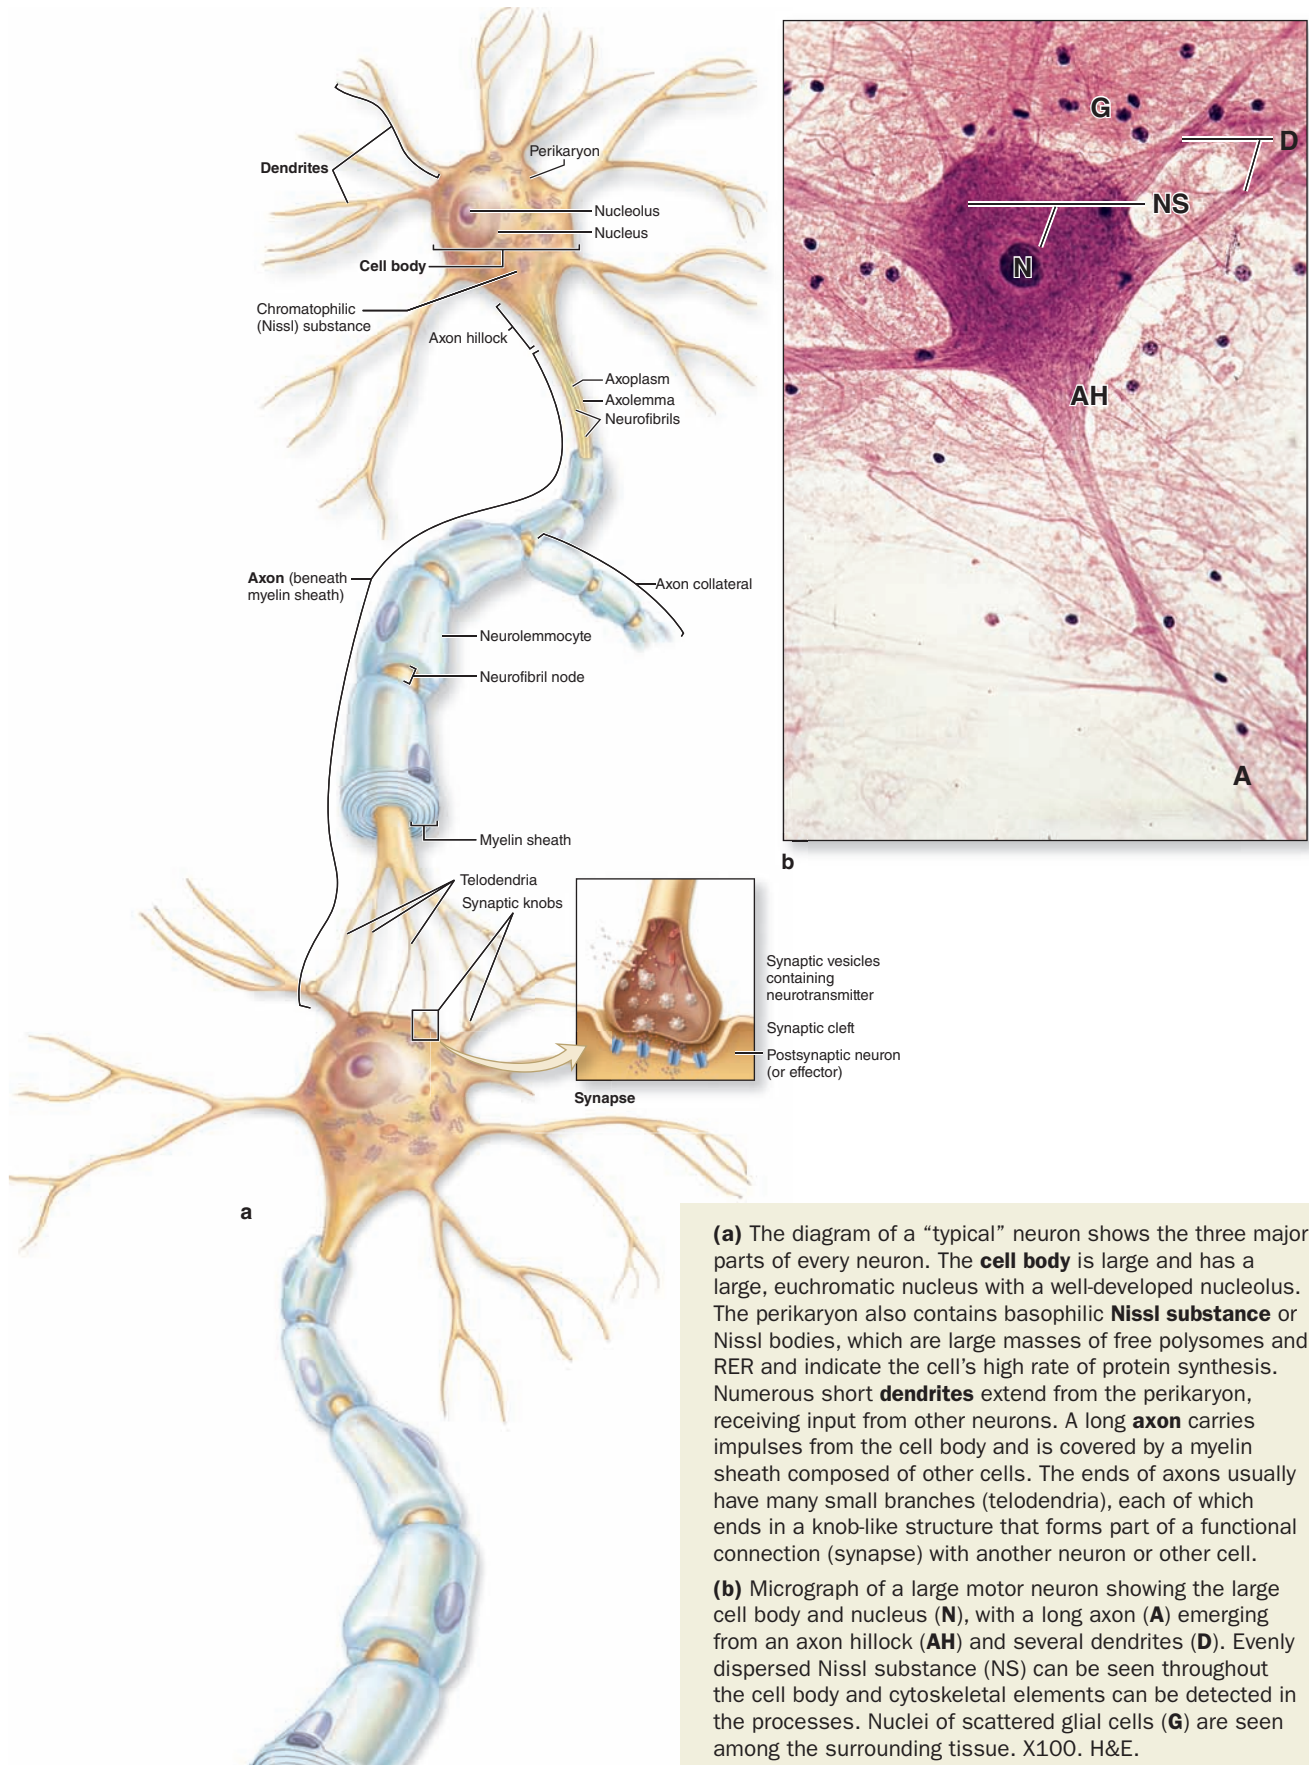 Dendrites
Perikaryon
Nucleolus
Nucleus
Cell body
Chromatophilic
(Nissl) substance
Axon hillock
Axoplasm
Axolemma
Neurofibrils
Axon (beneath
myelin sheath)
Axon collateral
Neurolemmocyte
Neurofibril node
Myelin sheath
Telodendria
Synaptic knobs
Synaptic vesicles
containing
neurotransmitter
Synaptic cleft
Postsynaptic neuron
(or effector)
Synapse
a
G
D
NS
N
AH
A
b
(a) The diagram of a “typical” neuron shows the three major
parts of every neuron. The cell body is large and has a
large, euchromatic nucleus with a well-developed nucleolus.
The perikaryon also contains basophilic Nissl substance or
Nissl bodies, which are large masses of free polysomes and
RER and indicate the cell’s high rate of protein synthesis.
Numerous short dendrites extend from the perikaryon,
receiving input from other neurons. A long axon carries
impulses from the cell body and is covered by a myelin
sheath composed of other cells. The ends of axons usually
have many small branches (telodendria), each of which
ends in a knob-like structure that forms part of a functional
connection (synapse) with another neuron or other cell.
(b) Micrograph of a large motor neuron showing the large
cell body and nucleus (N), with a long axon (A) emerging
from an axon hillock (AH) and several dendrites (D). Evenly
dispersed Nissl substance (NS) can be seen throughout
the cell body and cytoskeletal elements can be detected in
the processes. Nuclei of scattered glial cells (G) are seen
among the surrounding tissue. X100. H&E.